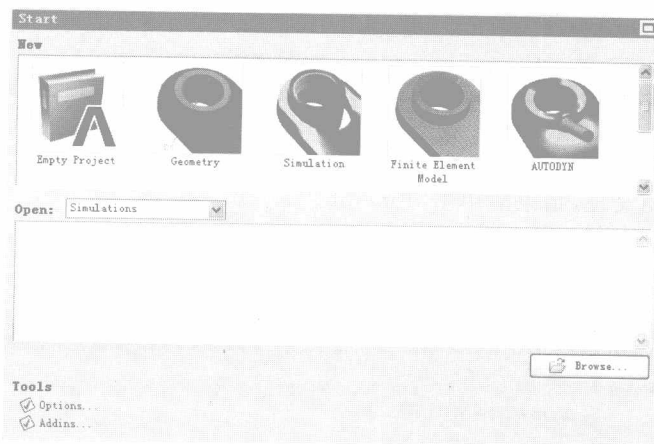 Start
New
Empty Project
Geometry
Simulation
Finite Element
Model
AUTODYN
Open: Simulations
Browse...
Tools
Options...
Addins...